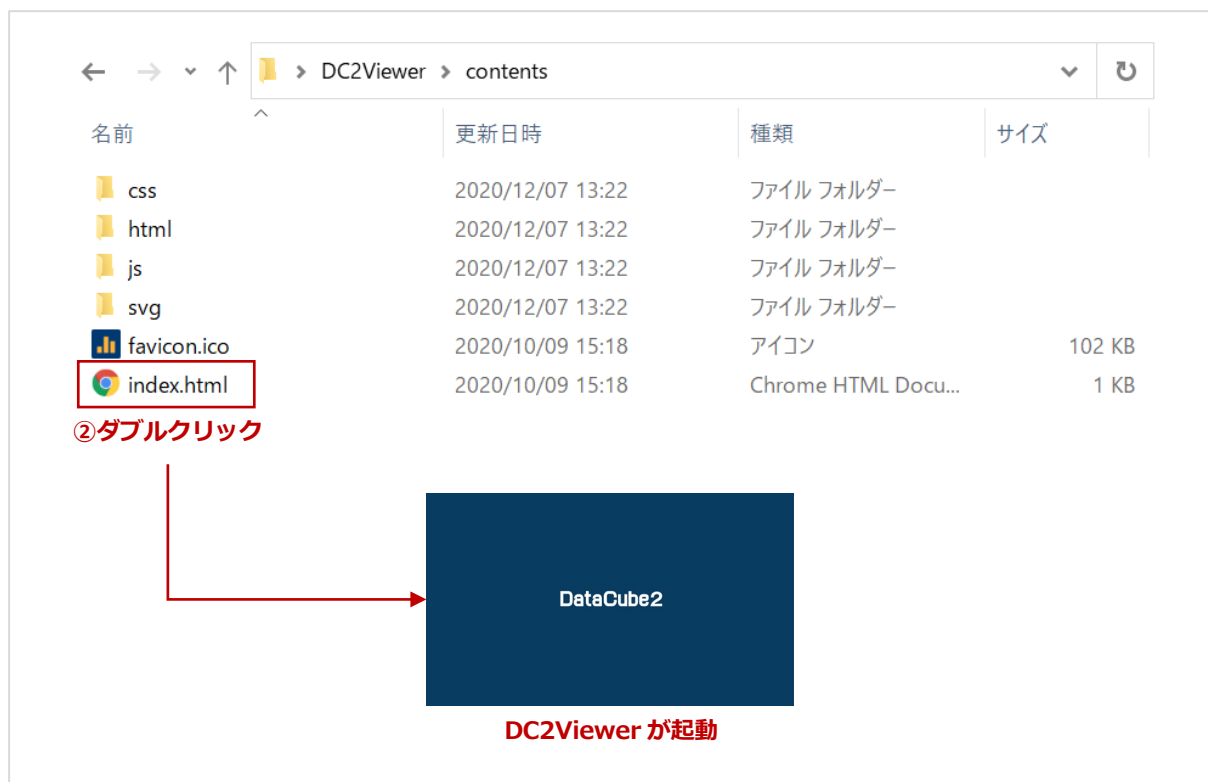 DC2Viewer contents
名前 更新日時 種類 サイズ
css 2020/12/07 13:22 ファイル フォルダー
html 2020/12/07 13:22 ファイル フォルダー
js 2020/12/07 13:22 ファイル フォルダー
svg 2020/12/07 13:22 ファイル フォルダー
favicon.ico 2020/10/09 15:18 アイコン 102 KB
index.html 2020/10/09 15:18 Chrome HTML Docu... 1 KB
②ダブルクリック
DataCube2
DC2Viewer が起動